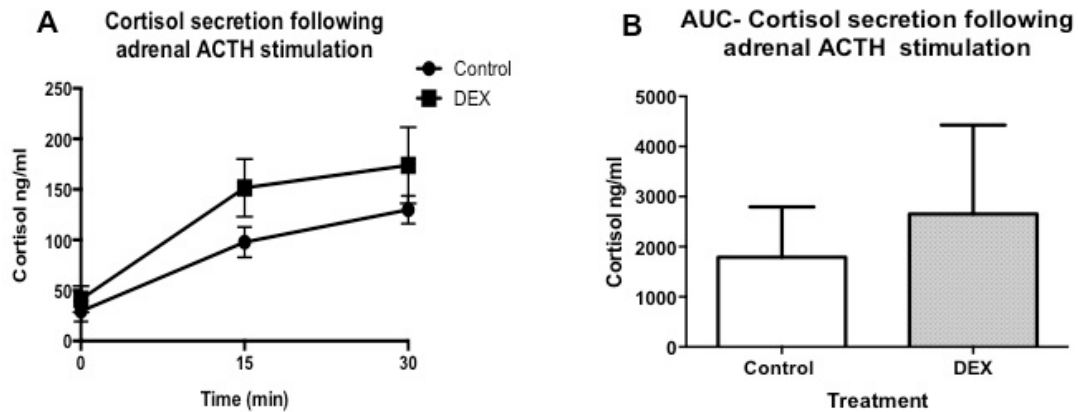 A
Cortisol secretion following
adrenal ACTH stimulation
Control
DEX
250
200
150
100
50
0
Cortisol ng/ml
0 15 30
Time (min)
B
AUC- Cortisol secretion following
adrenal ACTH stimulation
5000
4000
3000
2000
1000
0
Cortisol ng/ml
Control DEX
Treatment